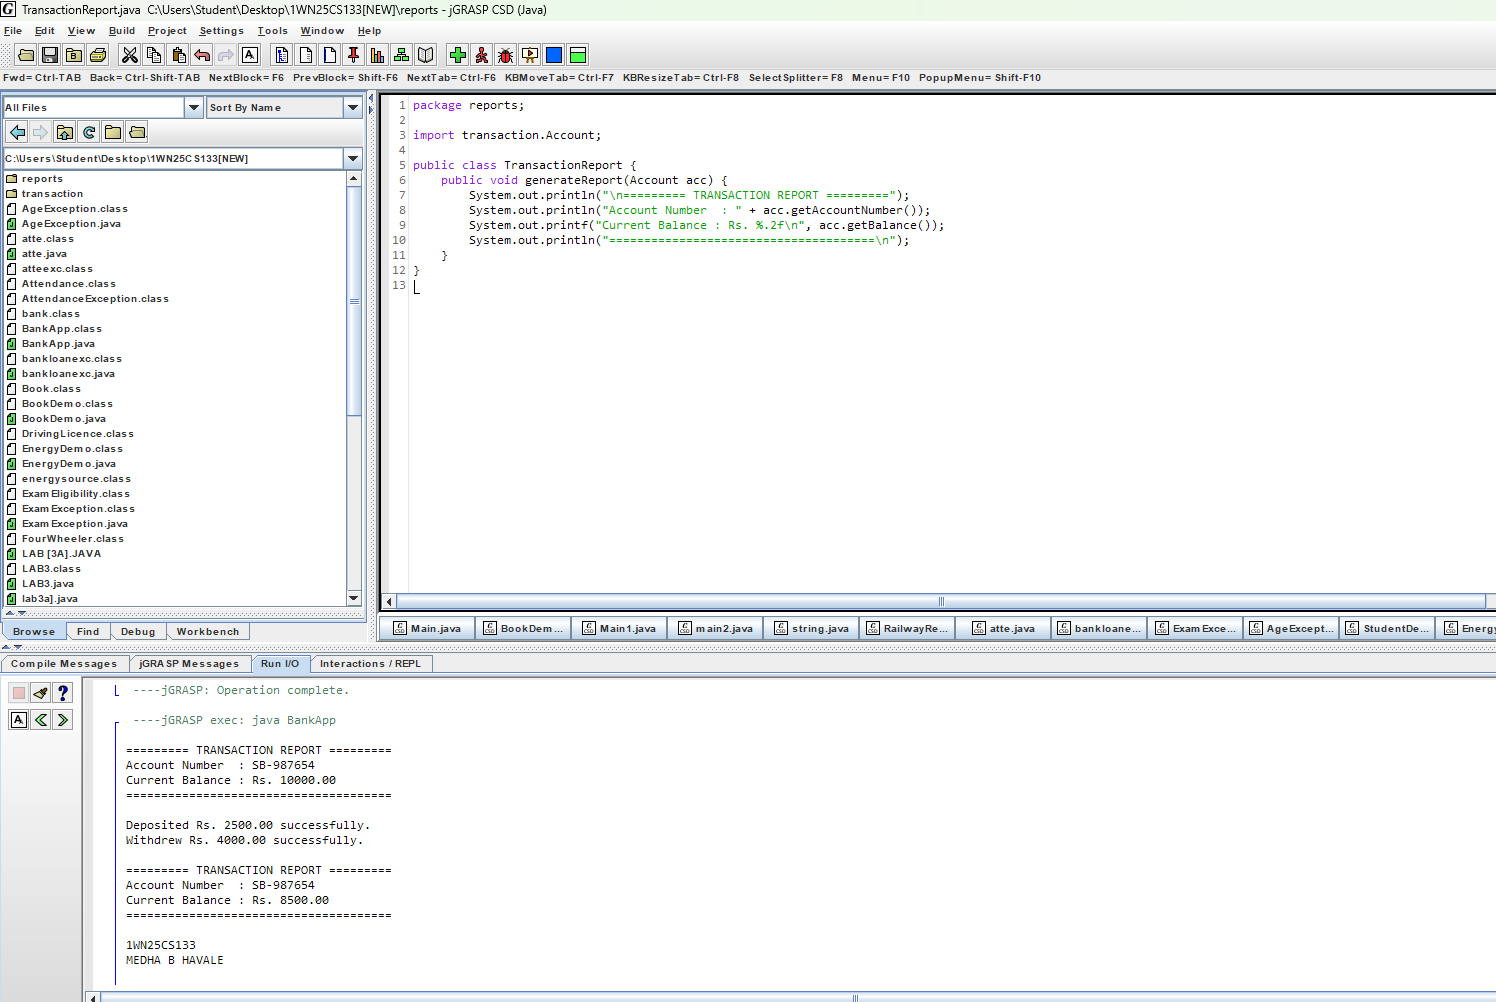 TransactionReport.java  C:\Users\Student\Desktop\1WN25CS133[NEW]\reports - jGRASP CSD (Java)
File Edit View Build Project Settings Tools Window Help
Fwd= Ctrl-TAB Back= Ctrl-Shift-TAB NextBlock= F6 PrevBlock= Shift-F6 NextTab= Ctrl-F6 KBMoveTab= Ctrl-F7 KBResizeTab= Ctrl-F8 SelectSplitter= F8 Menu= F10 PopupMenu= Shift-F10
All Files Sort By Name
C:\Users\Student\Desktop\1WN25CS133[NEW]
reports
transaction
AgeException.class
AgeException.java
atte.class
atte.java
atteexc.class
Attendance.class
AttendanceException.class
bank.class
BankApp.class
BankApp.java
bankloanexc.class
bankloanexc.java
Book.class
BookDemo.class
BookDemo.java
DrivingLicence.class
EnergyDemo.class
EnergyDemo.java
energysource.class
ExamEligibility.class
ExamException.class
ExamException.java
FourWheeler.class
LAB [3A].JAVA
LAB3.class
LAB3.java
lab3a].java
Browse Find Debug Workbench
1 package reports;
2
3 import transaction.Account;
4
5 public class TransactionReport {
6     public void generateReport(Account acc) {
7         System.out.println("\n========= TRANSACTION REPORT =========");
8         System.out.println("Account Number  : " + acc.getAccountNumber());
9         System.out.printf("Current Balance : Rs. %.2f\n", acc.getBalance());
10         System.out.println("======================================\n");
11     }
12 }
13
Main.java BookDem... Main1.java main2.java string.java RailwayRe... atte.java bankloane... ExamExce... AgeExcept... StudentDe... Energy
Compile Messages jGRASP Messages Run I/O Interactions / REPL
----jGRASP: Operation complete.
----jGRASP exec: java BankApp
========= TRANSACTION REPORT =========
Account Number  : SB-987654
Current Balance : Rs. 10000.00
======================================
Deposited Rs. 2500.00 successfully.
Withdrew Rs. 4000.00 successfully.
========= TRANSACTION REPORT =========
Account Number  : SB-987654
Current Balance : Rs. 8500.00
======================================
1WN25CS133
MEDHA B HAVALE